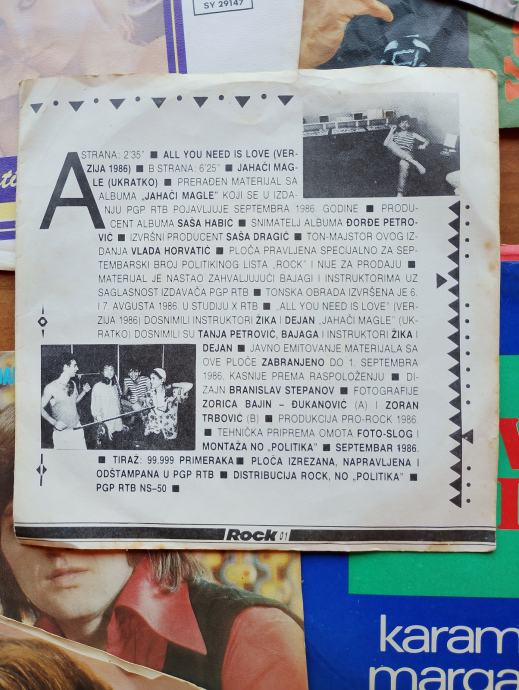 SY 29147
A STRANA: 2'35" ■ ALL YOU NEED IS LOVE (VER-
ZIJA 1986) ■ B STRANA: 6'25" ■ JAHAČI MAG-
LE (UKRATKO) ■ PRERAĐEN MATERIJAL SA
ALBUMA „JAHAČI MAGLE" KOJI SE U IZDA-
NJU PGP RTB POJAVLJUJE SEPTEMBRA 1986. GODINE ■ PRODU-
CENT ALBUMA SAŠA HABIC ■ SNIMATELJ ALBUMA ĐORĐE PETRO-
VIĆ ■ IZVRŠNI PRODUCENT SAŠA DRAGIĆ ■ TON-MAJSTOR OVOG IZ-
DANJA VLADA HORVATIĆ ■ PLOČA PRAVLJENA SPECIJALNO ZA SEP-
TEMBARSKI BROJ POLITIKINOG LISTA „ROCK" I NIJE ZA PRODAJU ■
MATERIJAL JE NASTAO ZAHVALJUJUĆI BAJAGI I INSTRUKTORIMA UZ
SAGLASNOST IZDAVAČA PGP RTB ■ TONSKA OBRADA IZVRŠENA JE 6.
I 7. AVGUSTA 1986. U STUDIJU X RTB ■ „ALL YOU NEED IS LOVE" (VER-
ZIJA 1986) DOSNIMILI INSTRUKTORI ŽIKA I DEJAN „JAHAČI MAGLE" (UK-
RATKO) DOSNIMILI SU TANJA PETROVIĆ, BAJAGA I INSTRUKTORI ŽIKA I
DEJAN ■ JAVNO EMITOVANJE MATERIJALA SA
OVE PLOČE ZABRANJENO DO 1. SEPTEMBRA
1986. KASNIJE PREMA RASPOLOŽENJU ■ DI-
ZAJN BRANISLAV STEPANOV ■ FOTOGRAFIJE
ZORICA BAJIN – ĐUKANOVIĆ (A) I ZORAN
TRBOVIĆ (B) ■ PRODUKCIJA PRO-ROCK 1986.
■ TEHNIČKA PRIPREMA OMOTA FOTO-SLOG I
MONTAŽA NO „POLITIKA" ■ SEPTEMBAR 1986.
■ TIRAŽ: 99.999 PRIMERAKA ■ PLOČA IZREZANA, NAPRAVLJENA I
ODŠTAMPANA U PGP RTB ■ DISTRIBUCIJA ROCK, NO „POLITIKA" ■
PGP RTB NS–50 ■
Rock 01
karam
marga